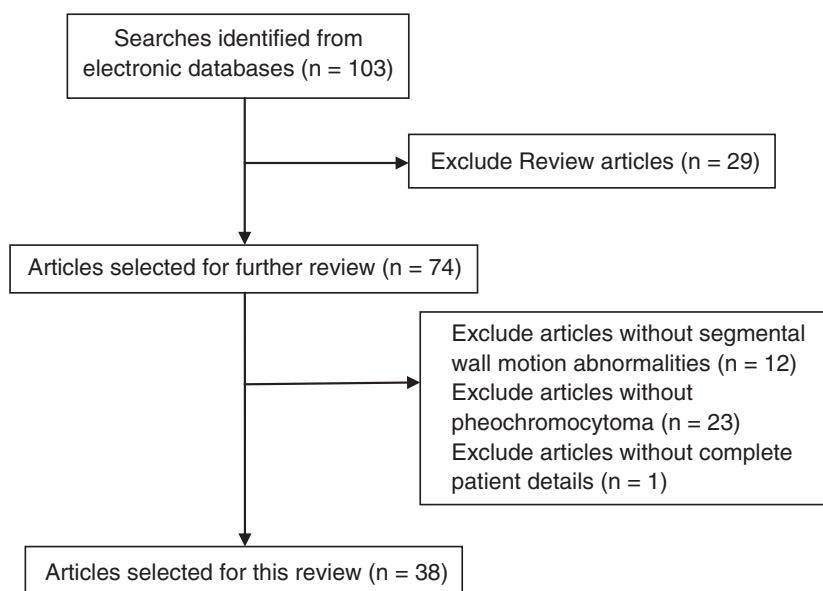 Searches identified from
electronic databases (n = 103)
Exclude Review articles (n = 29)
Articles selected for further review (n = 74)
Exclude articles without segmental
wall motion abnormalities (n = 12)
Exclude articles without
pheochromocytoma (n = 23)
Exclude articles without complete
patient details (n = 1)
Articles selected for this review (n = 38)